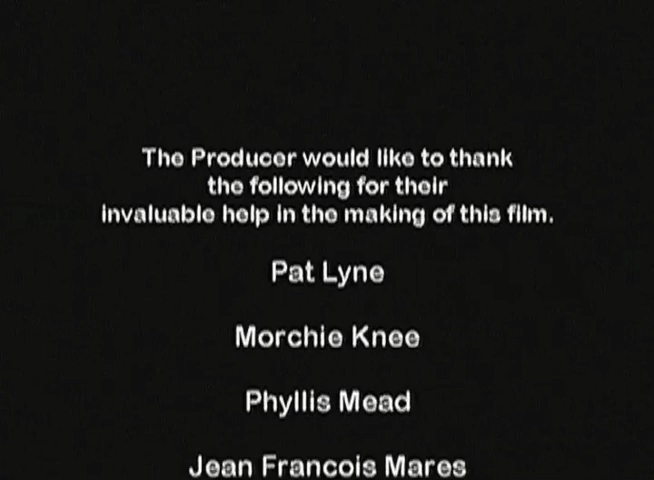 The Producer would like to thank
the following for their
invaluable help in the making of this film.
Pat Lyne
Morchie Knee
Phyllis Mead
Jean Francois Mares